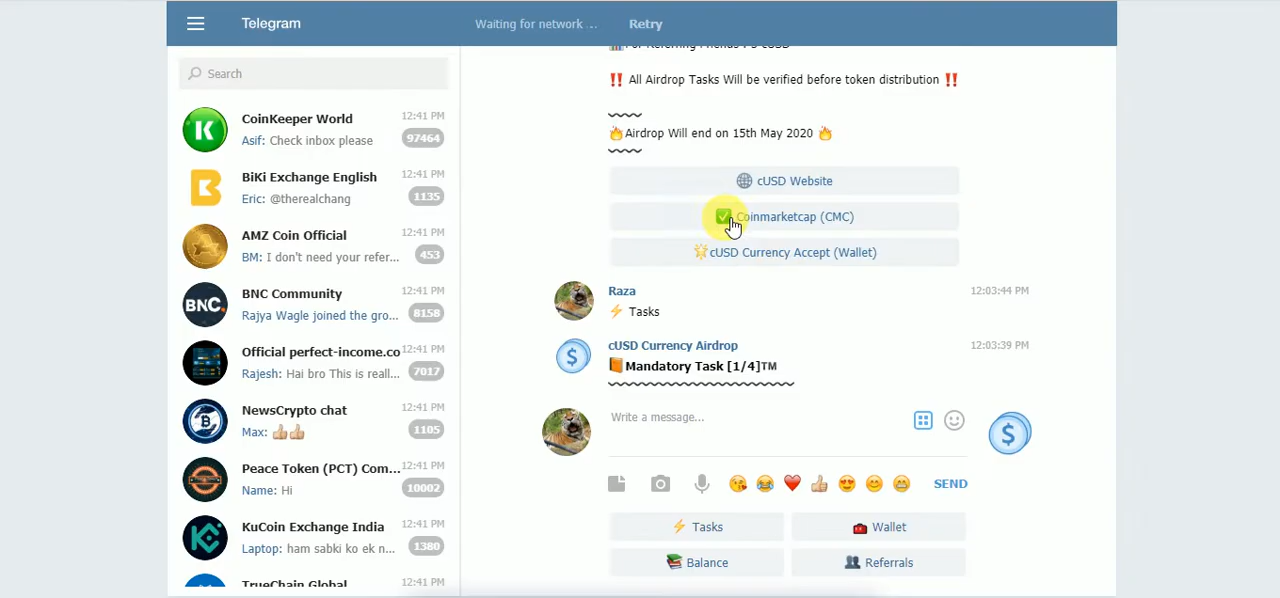 Telegram
Waiting for network ...
Retry
Search
CoinKeeper World 12:41 PM
Asif: Check inbox please 97464
BiKi Exchange English 12:41 PM
Eric: @therealchang 1135
AMZ Coin Official 12:41 PM
BM: I don't need your refer... 453
BNC Community 12:41 PM
Rajya Wagle joined the gro... 8158
Official perfect-income.co 12:41 PM
Rajesh: Hai bro This is reall... 7017
NewsCrypto chat 12:41 PM
Max: 👍👍 1105
Peace Token (PCT) Com... 12:41 PM
Name: Hi 10002
KuCoin Exchange India 12:41 PM
Laptop: ham sabki ko ek n... 1380
TrueChain Global 12:41 PM
BNC
For Referring Friends
cUSD
‼️ All Airdrop Tasks Will be verified before token distribution ‼️
🔥Airdrop Will end on 15th May 2020 🔥
🌐 cUSD Website
✅ Coinmarketcap (CMC)
🌟cUSD Currency Accept (Wallet)
Raza 12:03:44 PM
⚡ Tasks
cUSD Currency Airdrop 12:03:39 PM
📙Mandatory Task [1/4]™
Write a message...
😘 😂 ❤️ 👍 😍 😊 😁 SEND
⚡ Tasks
🧰 Wallet
📚 Balance
👥 Referrals